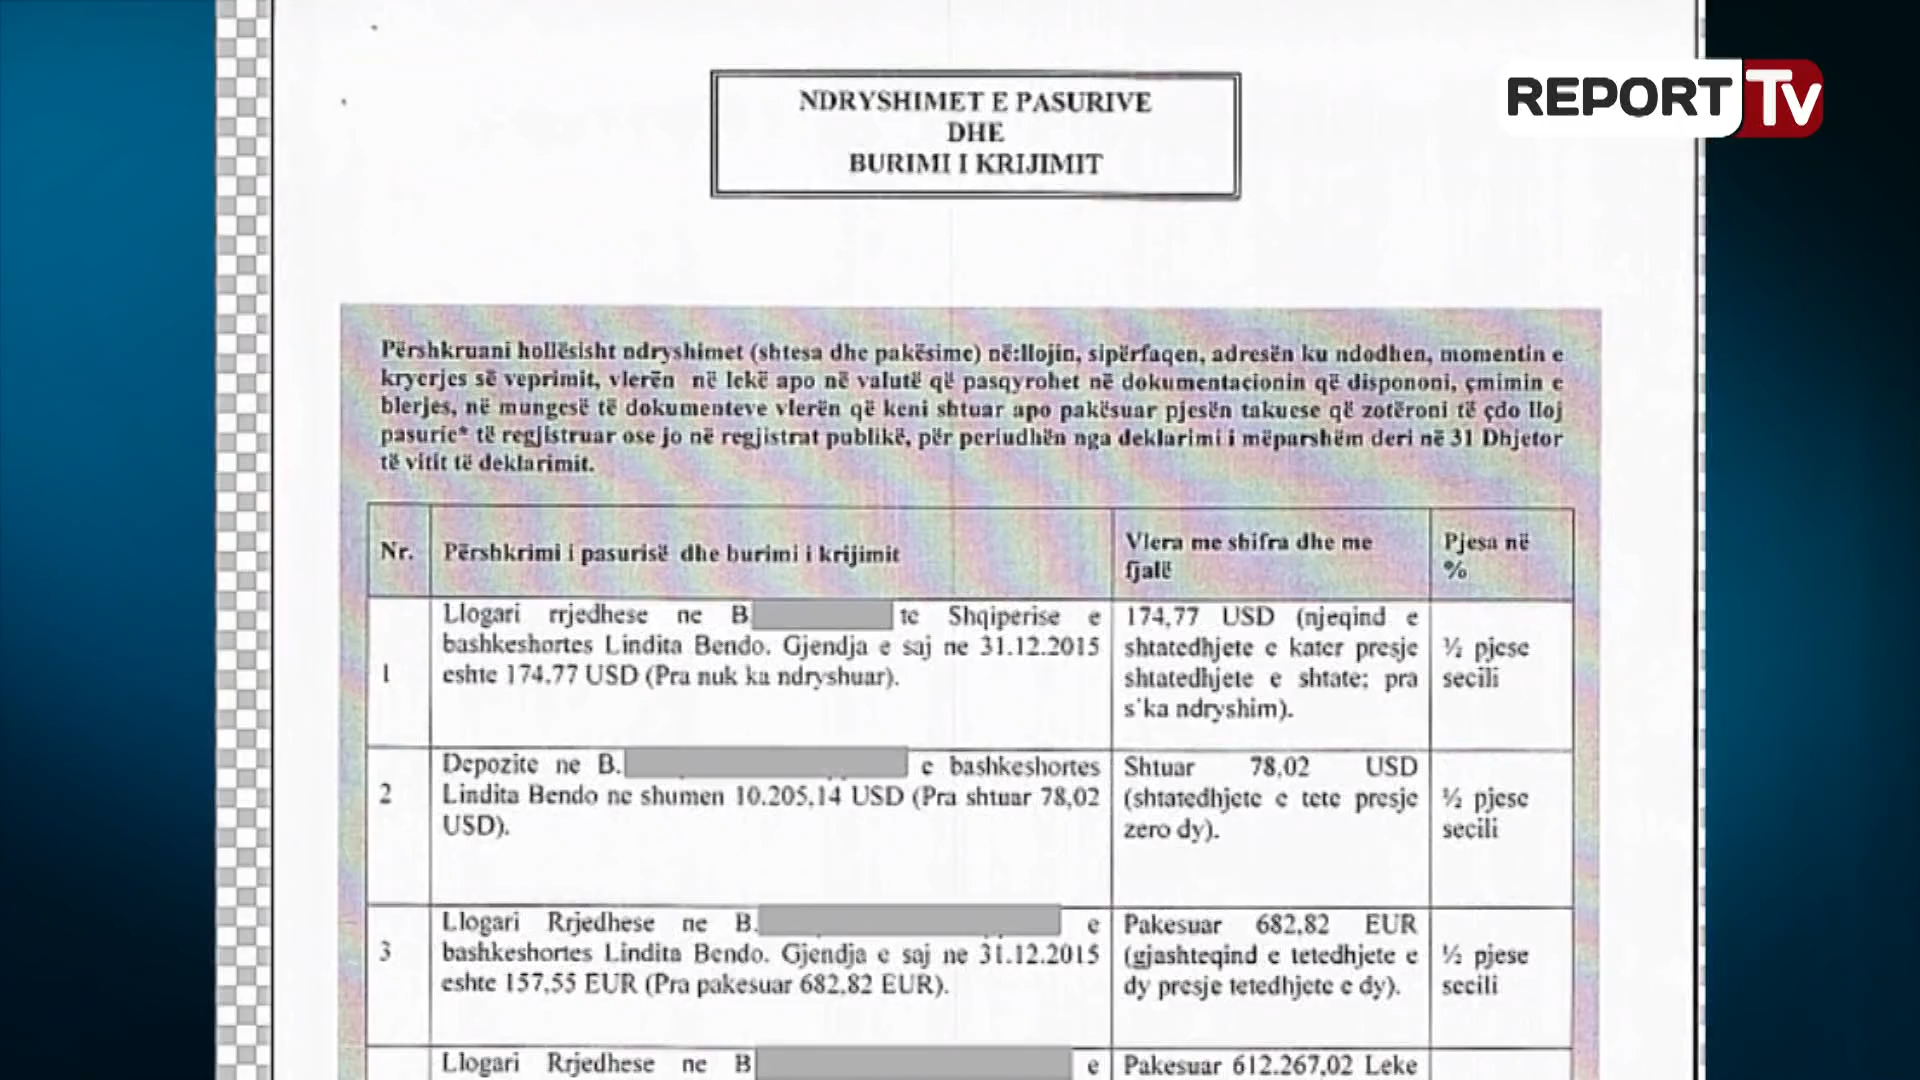 REPORT Tv
NDRYSHIMET E PASURIVE
DHE
BURIMI I KRIJIMIT
Përshkruani hollësisht ndryshimet (shtesa dhe pakësime) në:llojin, sipërfaqen, adresën ku ndodhen, momentin e
kryerjes së veprimit, vlerën në lekë apo në valutë që pasqyrohet në dokumentacionin që dispononi, çmimin e
blerjes, në mungesë të dokumenteve vlerën që keni shtuar apo pakësuar pjesën takuese që zotëroni të çdo lloj
pasurie* të regjistruar ose jo në regjistrat publikë, për periudhën nga deklarimi i mëparshëm deri në 31 Dhjetor
të vitit të deklarimit.
Nr.
Përshkrimi i pasurisë dhe burimi i krijimit
Vlera me shifra dhe me
fjalë
Pjesa në
%
1
Llogari rrjedhese ne B. te Shqiperise e
bashkeshortes Lindita Bendo. Gjendja e saj ne 31.12.2015
eshte 174.77 USD (Pra nuk ka ndryshuar).
174,77 USD (njeqind e
shtatedhjete e kater presje
shtatedhjete e shtate; pra
s'ka ndryshim).
½ pjese
secili
2
Depozite ne B. e bashkeshortes
Lindita Bendo ne shumen 10.205,14 USD (Pra shtuar 78,02
USD).
Shtuar 78,02 USD
(shtatedhjete e tete presje
zero dy).
½ pjese
secili
3
Llogari Rrjedhese ne B. e
bashkeshortes Lindita Bendo. Gjendja e saj ne 31.12.2015
eshte 157,55 EUR (Pra pakesuar 682,82 EUR).
Pakesuar 682,82 EUR
(gjashteqind e tetedhjete e
dy presje tetedhjete e dy).
½ pjese
secili
Llogari Rrjedhese ne B e
Pakesuar 612.267,02 Leke